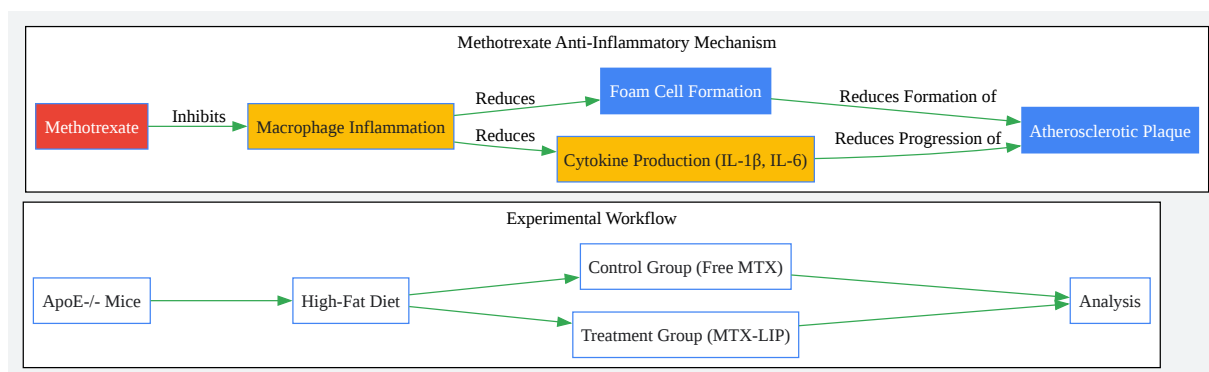 Methotrexate Anti-Inflammatory Mechanism
Methotrexate
Inhibits
Macrophage Inflammation
Reduces
Reduces
Foam Cell Formation
Cytokine Production (IL-1β, IL-6)
Reduces Formation of
Reduces Progression of
Atherosclerotic Plaque
Experimental Workflow
ApoE-/- Mice
High-Fat Diet
Control Group (Free MTX)
Treatment Group (MTX-LIP)
Analysis